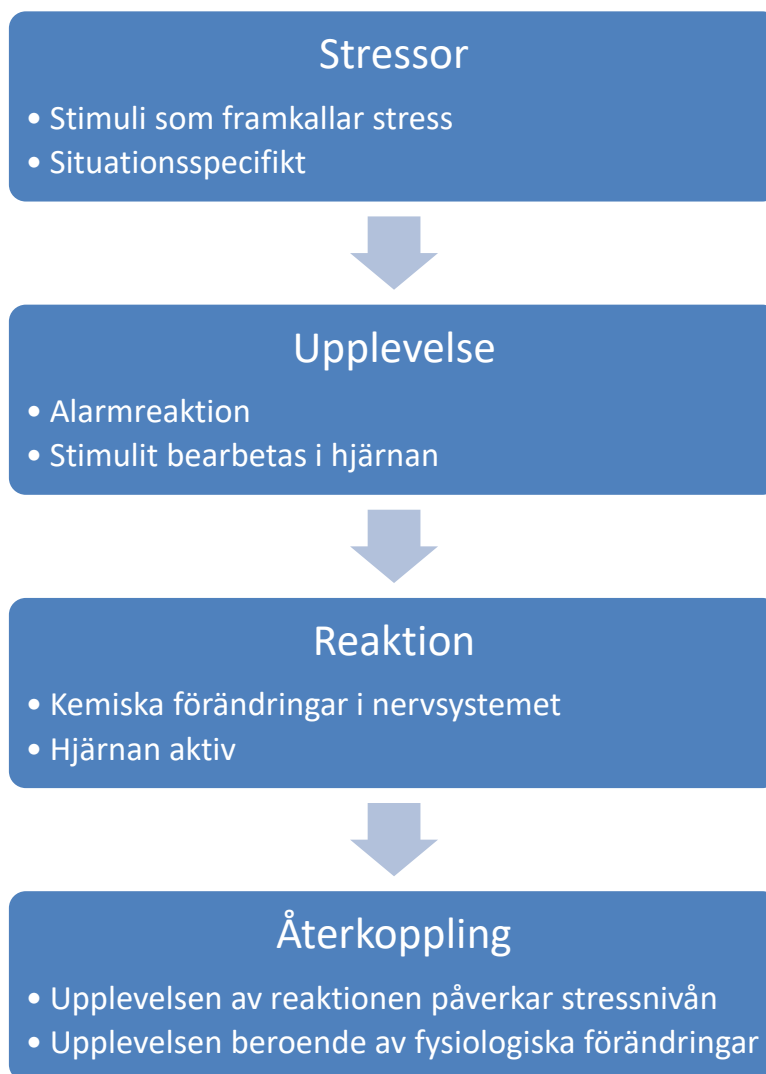 Stressor
• Stimuli som framkallar stress
• Situationsspecifikt
Upplevelse
• Alarmreaktion
• Stimulit bearbetas i hjärnan
Reaktion
• Kemiska förändringar i nervsystemet
• Hjärnan aktiv
Återkoppling
• Upplevelsen av reaktionen påverkar stressnivån
• Upplevelsen beroende av fysiologiska förändringar